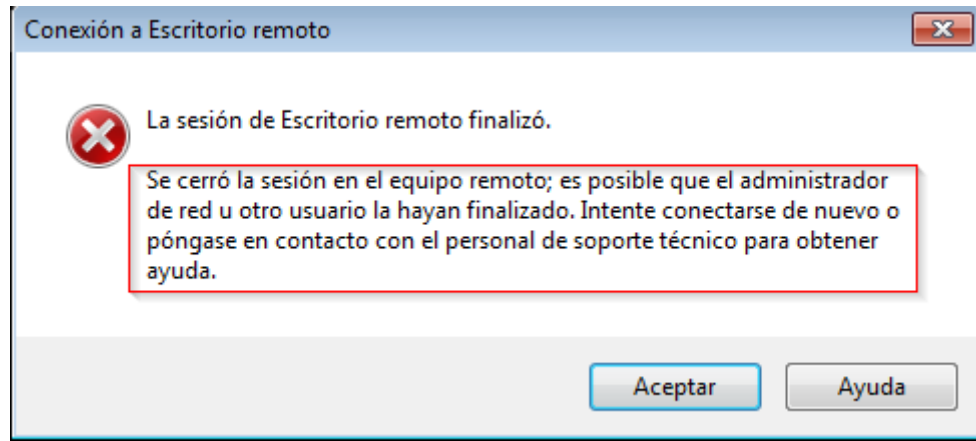 Conexión a Escritorio remoto
La sesión de Escritorio remoto finalizó.
Se cerró la sesión en el equipo remoto; es posible que el administrador
de red u otro usuario la hayan finalizado. Intente conectarse de nuevo o
póngase en contacto con el personal de soporte técnico para obtener
ayuda.
Aceptar
Ayuda